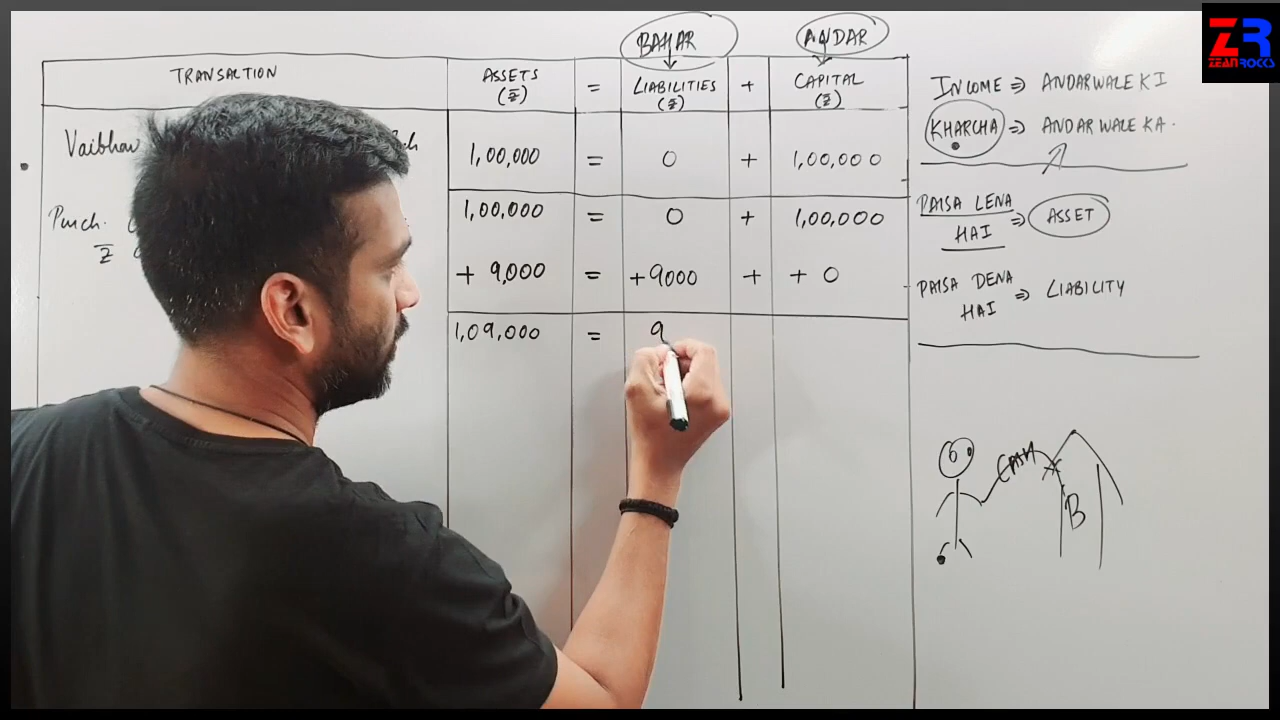 ZR
ZEAN ROCKS
BAHAR
ANDAR
TRANSACTION
ASSETS = LIABILITIES + CAPITAL
(₹) (₹) (₹)
Vaibhav
1,00,000 = 0 + 1,00,000
Purch.
1,00,000 = 0 + 1,00,000
+ 9,000 = +9000 + + 0
1,09,000 = 9
INCOME ⇒ ANDARWALE KI
KHARCHA ⇒ ANDARWALE KA.
PAISA LENA
HAI ⇒ ASSET
PAISA DENA
HAI ⇒ LIABILITY
CASH
B